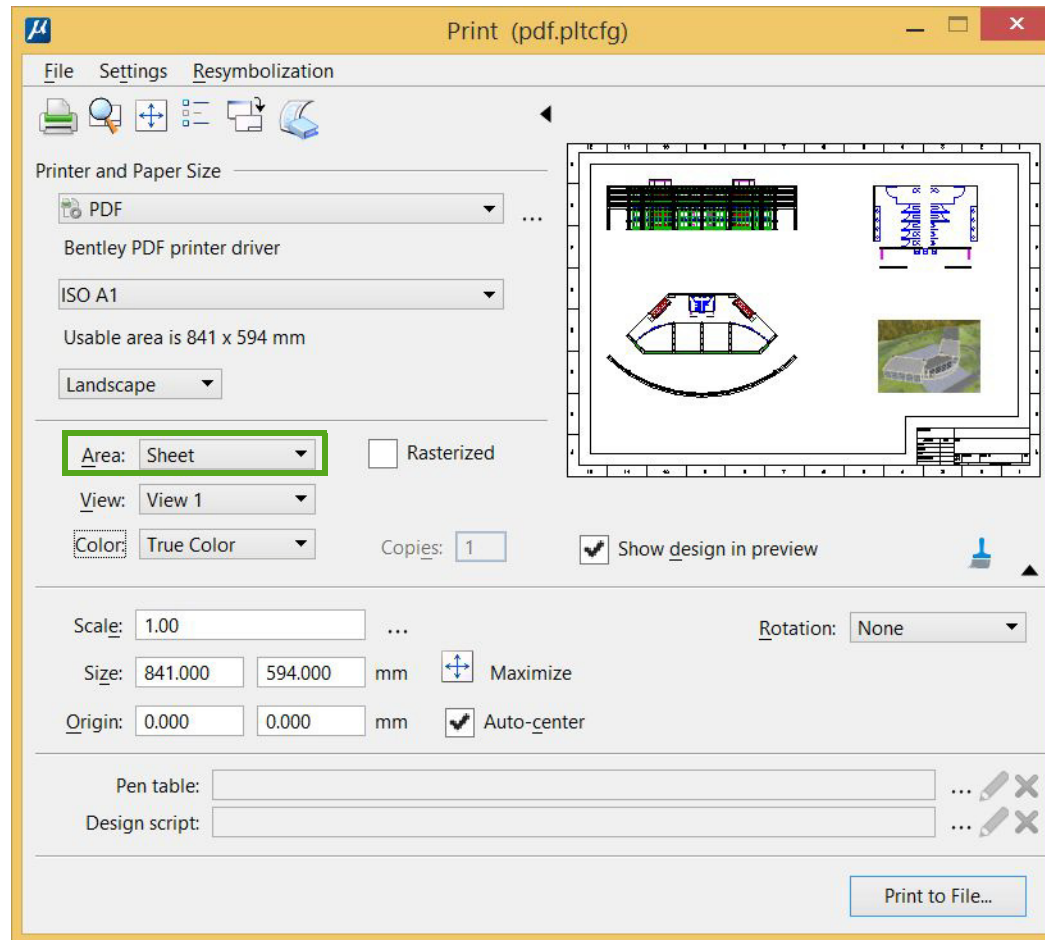 Print (pdf.pltcfg)
File Settings Resymbolization
Printer and Paper Size
PDF
...
Bentley PDF printer driver
ISO A1
Usable area is 841 x 594 mm
Landscape
Area: Sheet
Rasterized
View: View 1
Color: True Color
Copies: 1
Show design in preview
Scale: 1.00 ...
Rotation: None
Size: 841.000 594.000 mm
Maximize
Origin: 0.000 0.000 mm
Auto-center
Pen table: ...
Design script: ...
Print to File...